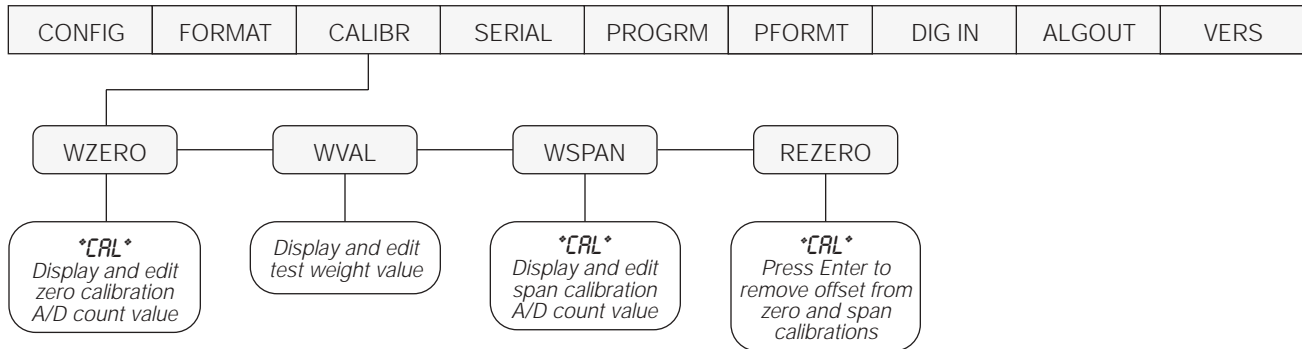 CONFIG FORMAT CALIBR SERIAL PROGRM PFORMT DIG IN ALGOUT VERS
WZERO WVAL WSPAN REZERO
*CAL*
Display and edit
zero calibration
A/D count value
Display and edit
test weight value
*CAL*
Display and edit
span calibration
A/D count value
*CAL*
Press Enter to
remove offset from
zero and span
calibrations